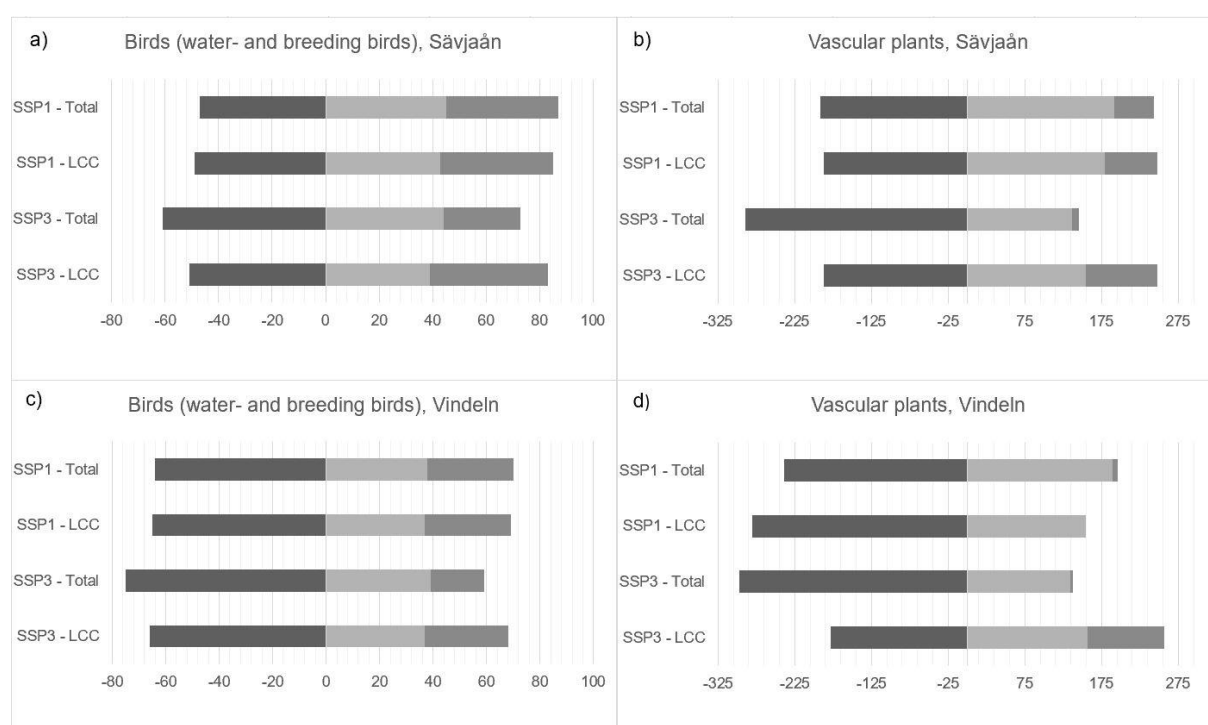 a)
Birds (water- and breeding birds), Sävjaån
SSP1 - Total
SSP1 - LCC
SSP3 - Total
SSP3 - LCC
-80 -60 -40 -20 0 20 40 60 80 100
b)
Vascular plants, Sävjaån
SSP1 - Total
SSP1 - LCC
SSP3 - Total
SSP3 - LCC
-325 -225 -125 -25 75 175 275
c)
Birds (water- and breeding birds), Vindeln
SSP1 - Total
SSP1 - LCC
SSP3 - Total
SSP3 - LCC
-80 -60 -40 -20 0 20 40 60 80 100
d)
Vascular plants, Vindeln
SSP1 - Total
SSP1 - LCC
SSP3 - Total
SSP3 - LCC
-325 -225 -125 -25 75 175 275